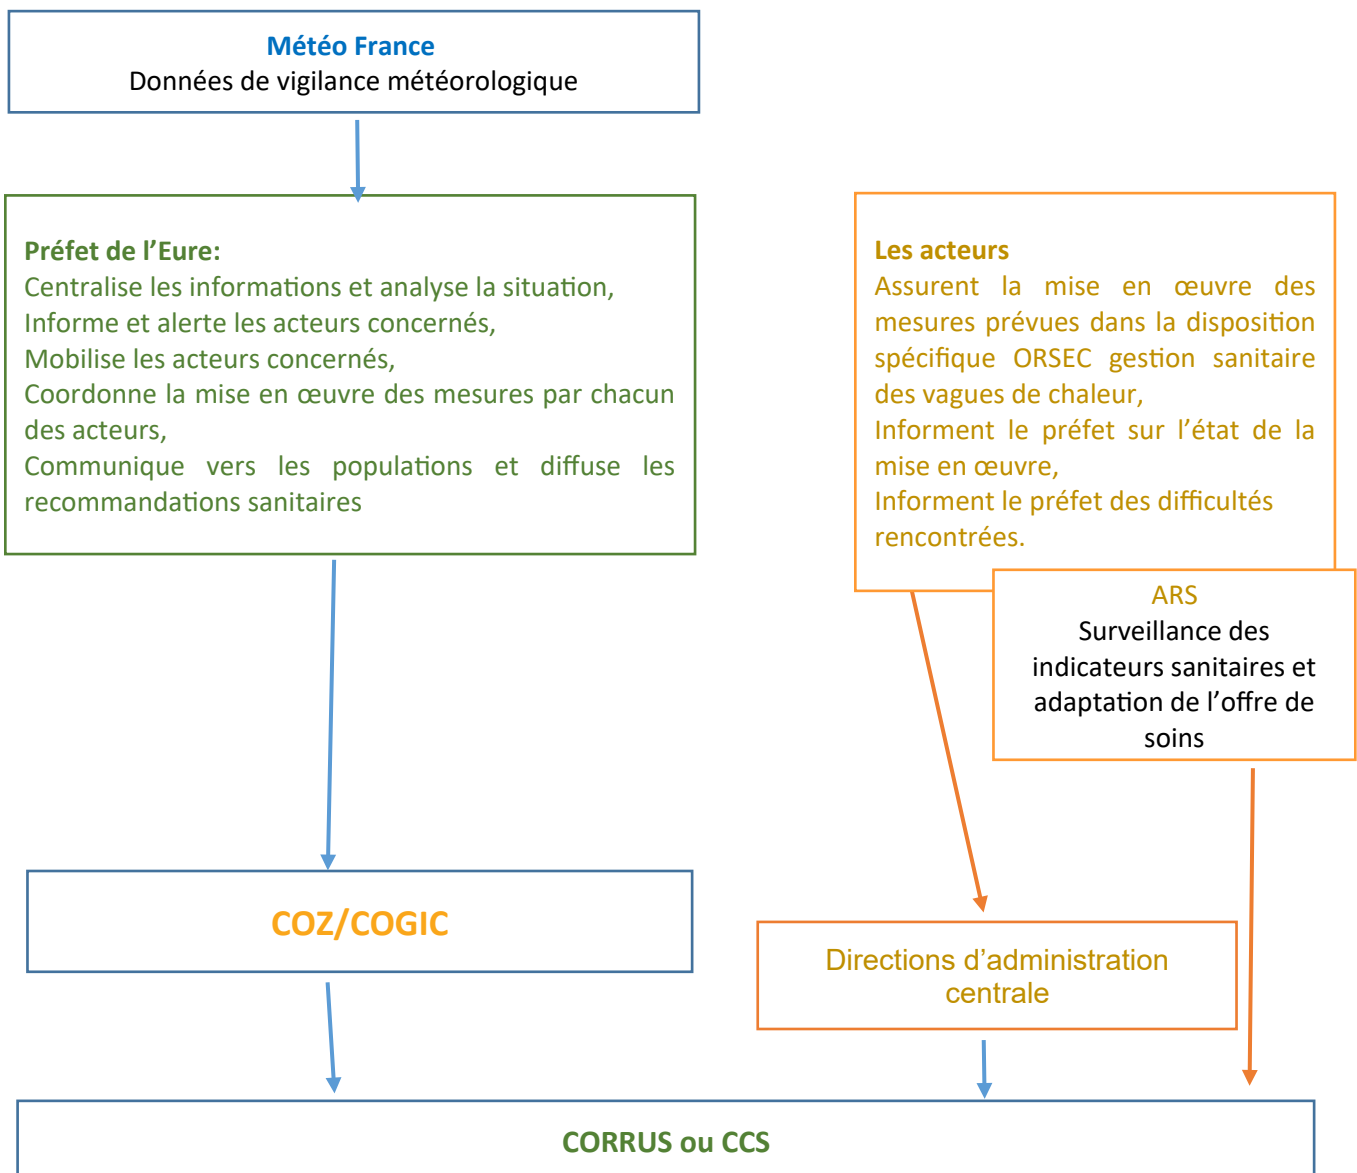 Météo France
Données de vigilance météorologique
Préfet de l’Eure:
Centralise les informations et analyse la situation,
Informe et alerte les acteurs concernés,
Mobilise les acteurs concernés,
Coordonne la mise en œuvre des mesures par chacun
des acteurs,
Communique vers les populations et diffuse les
recommandations sanitaires
Les acteurs
Assurent la mise en œuvre des
mesures prévues dans la disposition
spécifique ORSEC gestion sanitaire
des vagues de chaleur,
Informent le préfet sur l’état de la
mise en œuvre,
Informent le préfet des difficultés
rencontrées.
ARS
Surveillance des
indicateurs sanitaires et
adaptation de l’offre de
soins
COZ/COGIC
Directions d’administration
centrale
CORRUS ou CCS